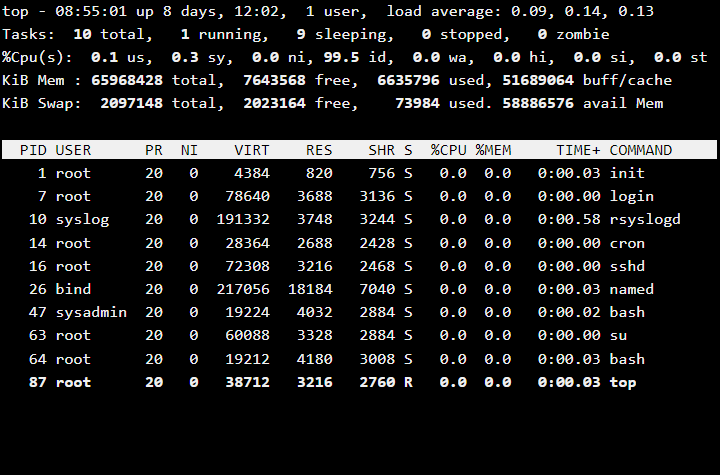 top - 08:55:01 up 8 days, 12:02,  1 user,  load average: 0.09, 0.14, 0.13
Tasks:  10 total,   1 running,   9 sleeping,   0 stopped,   0 zombie
%Cpu(s):  0.1 us,  0.3 sy,  0.0 ni, 99.5 id,  0.0 wa,  0.0 hi,  0.0 si,  0.0 st
KiB Mem : 65968428 total,  7643568 free,  6635796 used, 51689064 buff/cache
KiB Swap:  2097148 total,  2023164 free,    73984 used. 58886576 avail Mem
  PID USER      PR  NI    VIRT    RES    SHR S  %CPU %MEM     TIME+ COMMAND
    1 root      20   0    4384    820    756 S   0.0  0.0   0:00.03 init
    7 root      20   0   78640   3688   3136 S   0.0  0.0   0:00.00 login
   10 syslog    20   0  191332   3748   3244 S   0.0  0.0   0:00.58 rsyslogd
   14 root      20   0   28364   2688   2428 S   0.0  0.0   0:00.00 cron
   16 root      20   0   72308   3216   2468 S   0.0  0.0   0:00.00 sshd
   26 bind      20   0  217056  18184   7040 S   0.0  0.0   0:00.03 named
   47 sysadmin  20   0   19224   4032   2884 S   0.0  0.0   0:00.02 bash
   63 root      20   0   60088   3328   2884 S   0.0  0.0   0:00.00 su
   64 root      20   0   19212   4180   3008 S   0.0  0.0   0:00.03 bash
   87 root      20   0   38712   3216   2760 R   0.0  0.0   0:00.03 top